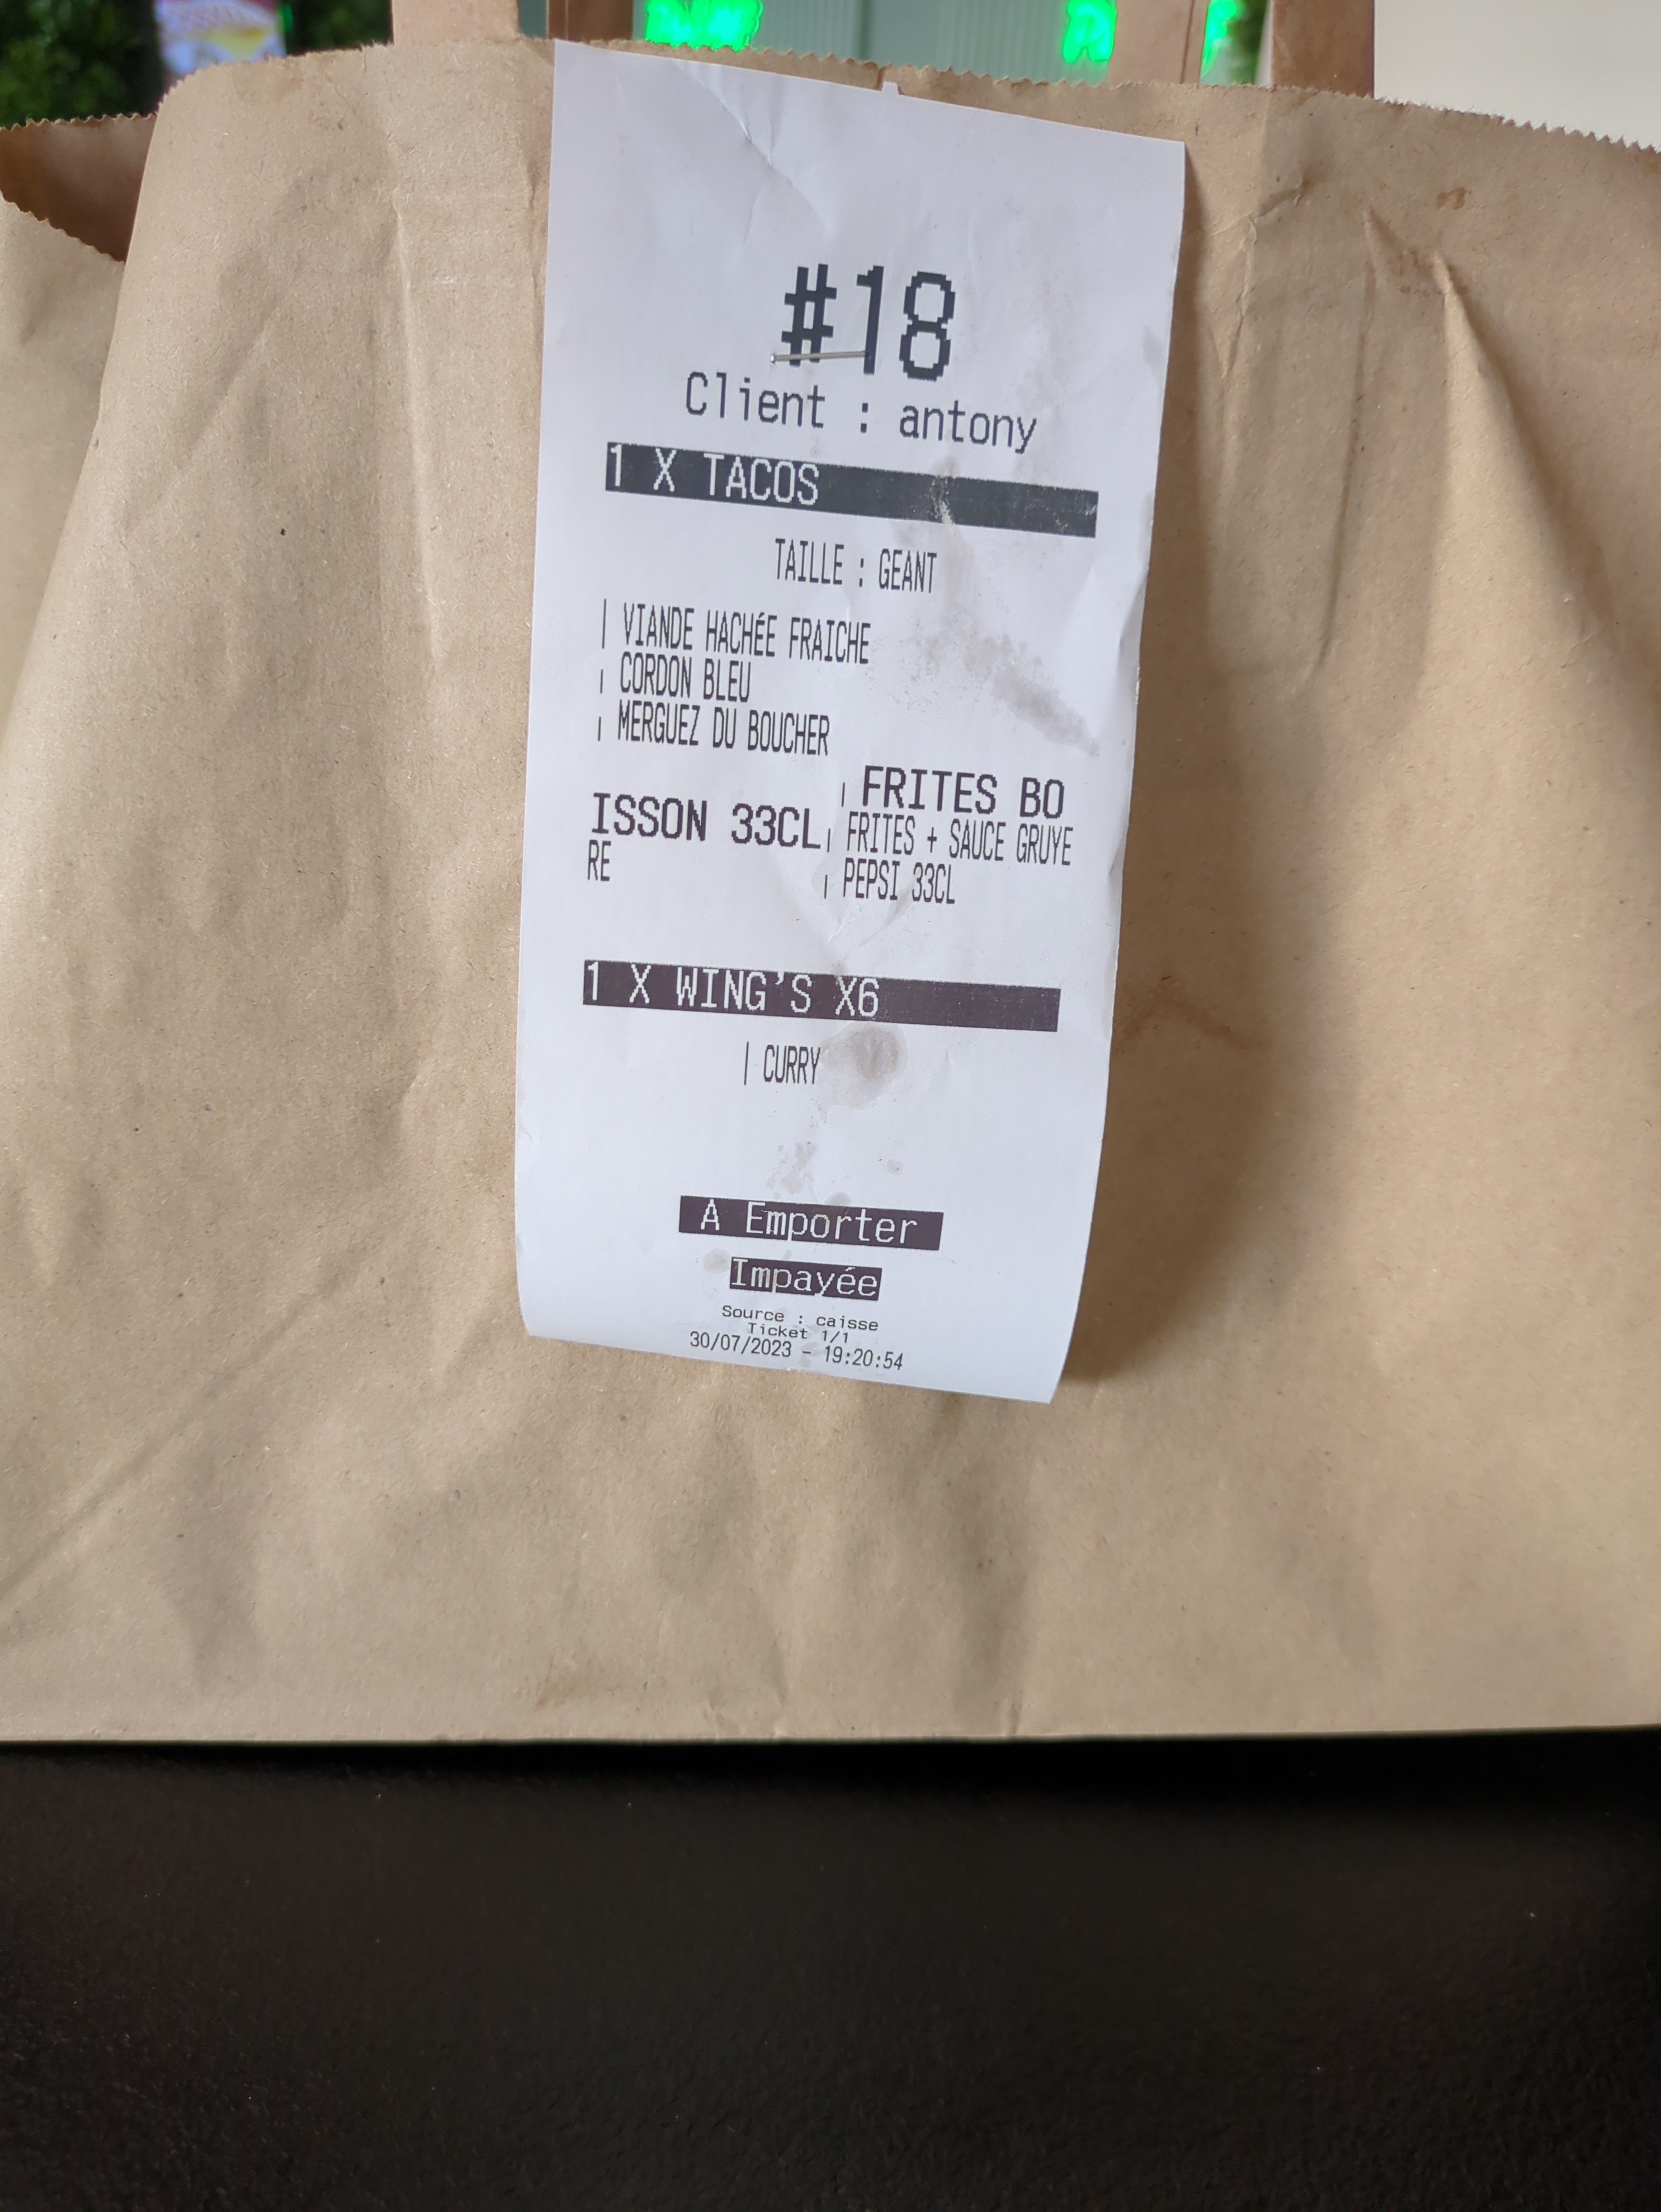 #18
Client : antony
1 X TACOS
TAILLE : GEANT
| VIANDE HACHÉE FRAICHE
| CORDON BLEU
| MERGUEZ DU BOUCHER
| FRITES BO
ISSON 33CL| FRITES + SAUCE GRUYE
RE | PEPSI 33CL
1 X WING'S X6
| CURRY
A Emporter
Impayée
Source : caisse
Ticket 1/1
30/07/2023 - 19:20:54